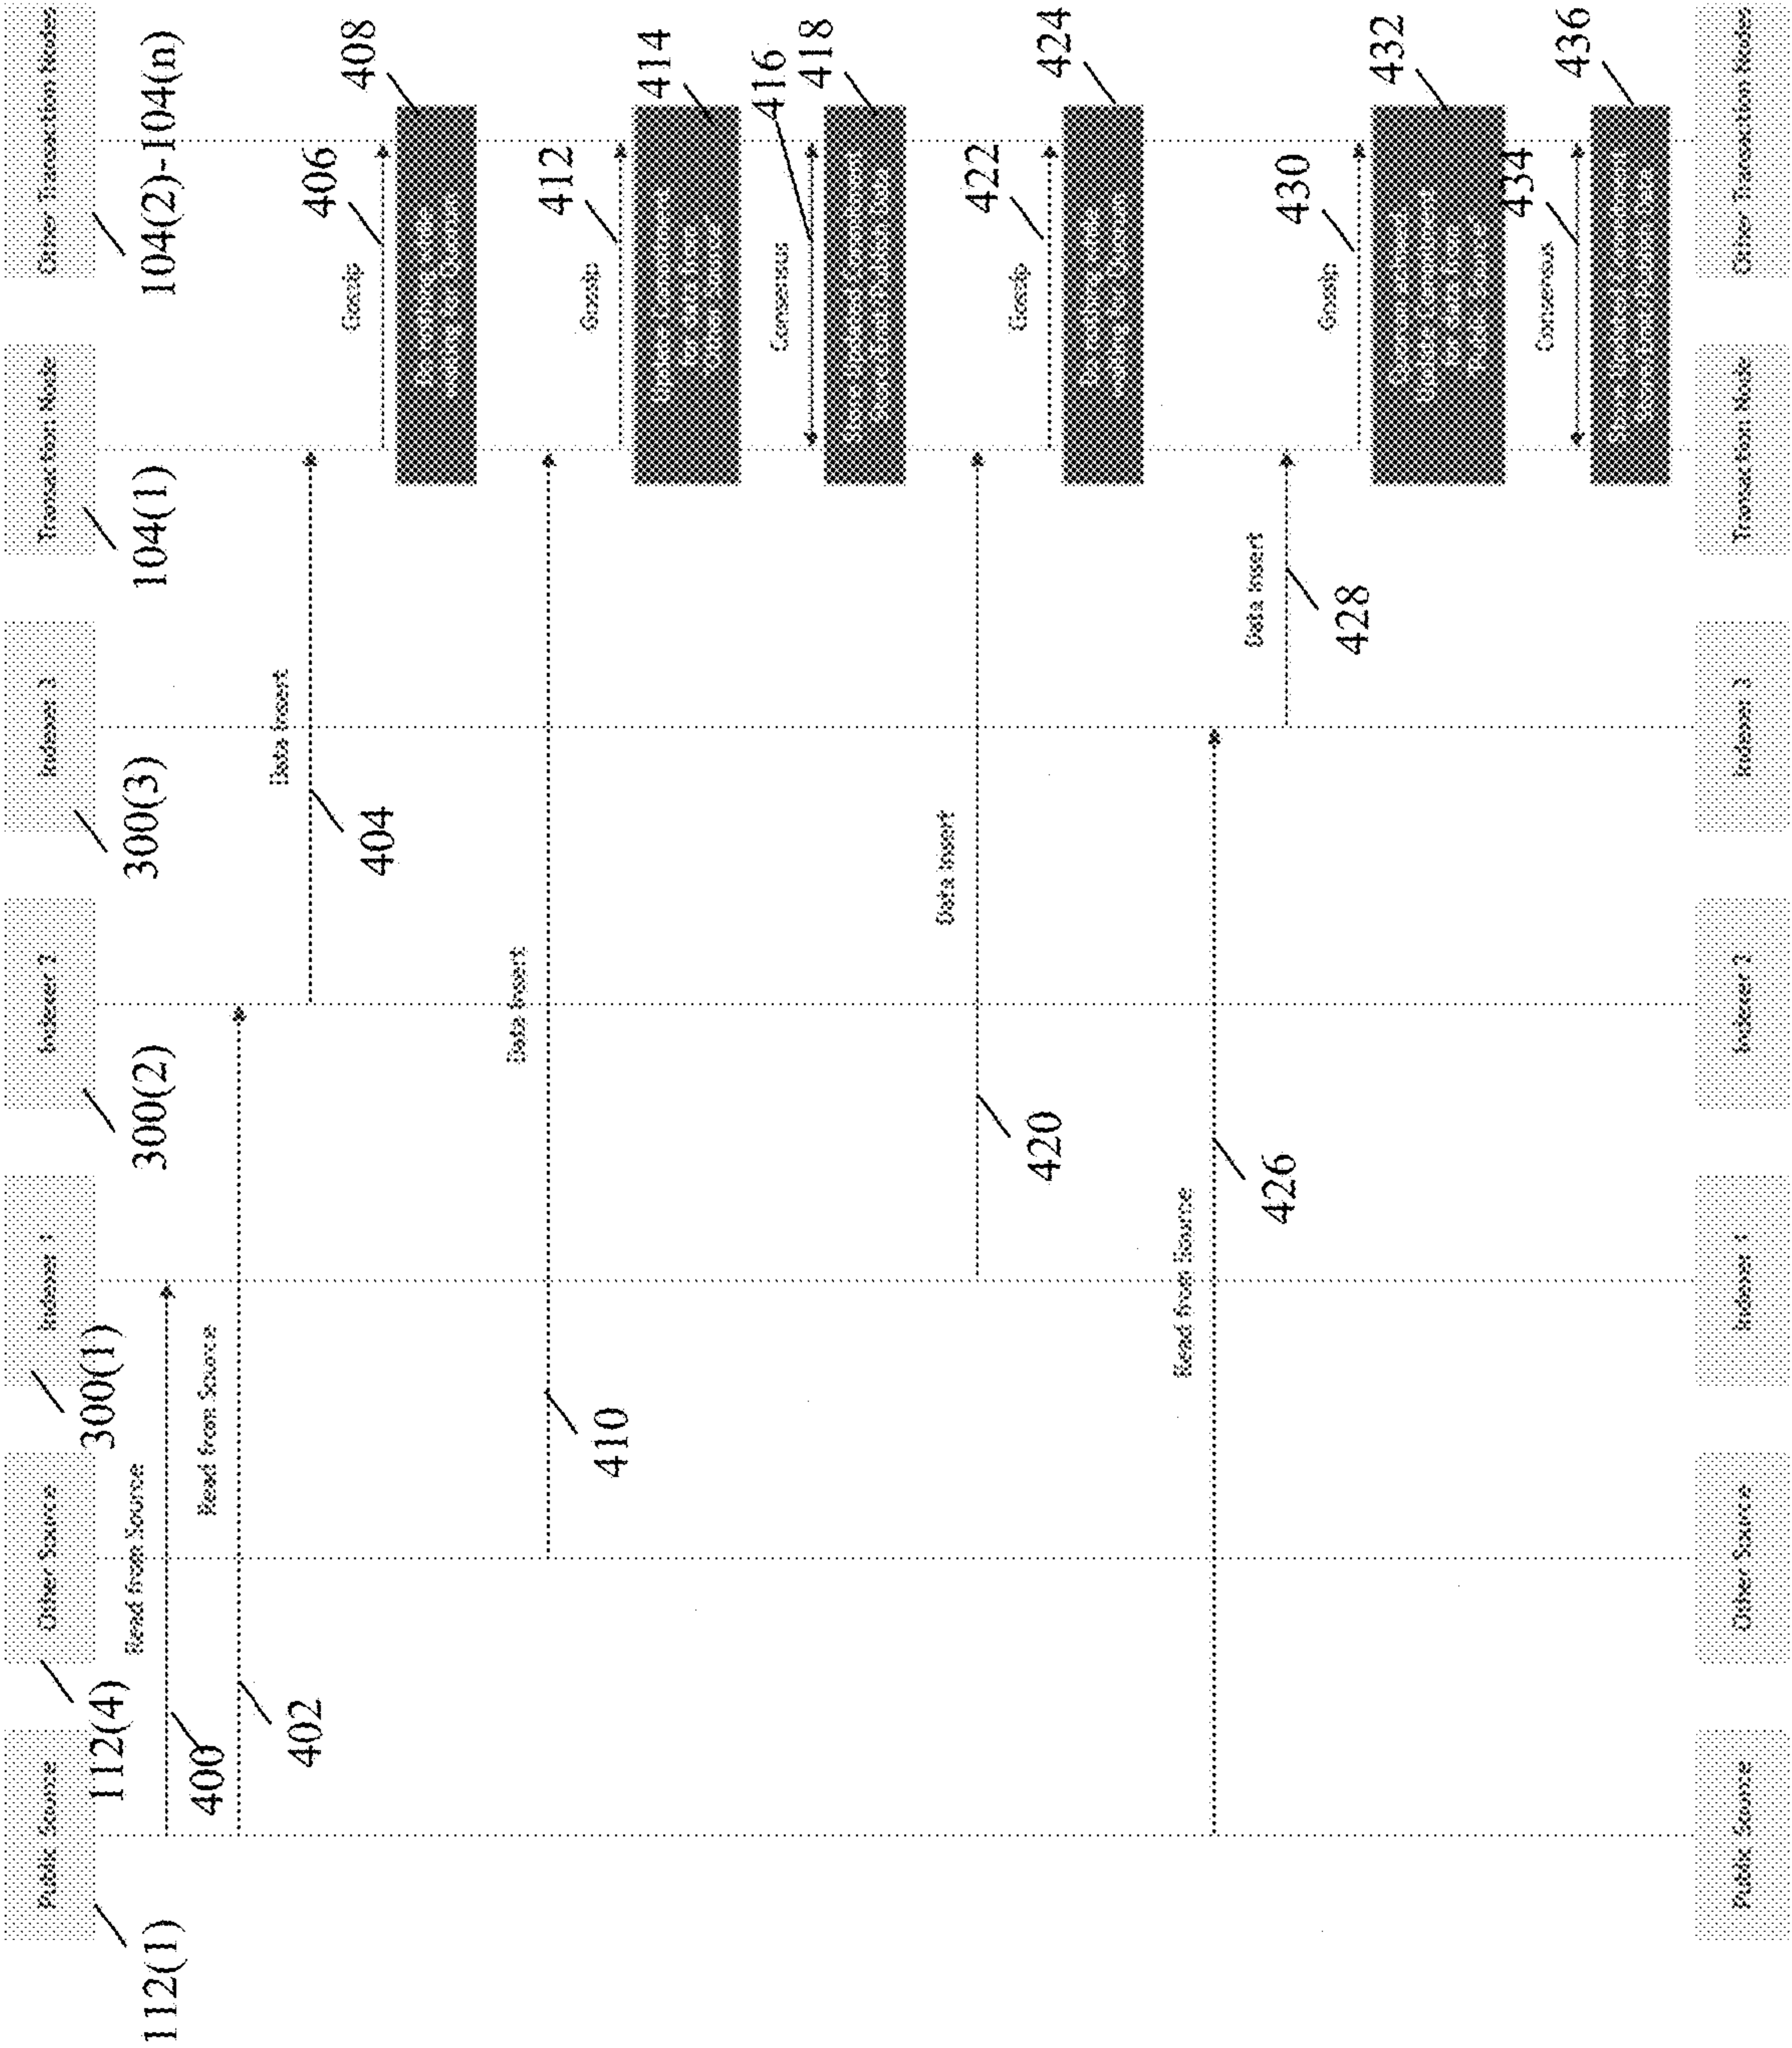 Public Source
Other Source
Indexer 1
Indexer 2
Indexer 3
Transaction Node
Other Transaction Nodes
112(1)
112(4)
300(1)
300(2)
300(3)
104(1)
104(2)-104(n)
Read from Source
400
Read from Source
402
Data Insert
404
Gossip
406
408
Data Insert
410
Gossip
412
414
Consensus
416
418
Data Insert
420
Gossip
422
424
Read from Source
426
Data Insert
428
Gossip
430
432
Consensus
434
436
Public Source
Other Source
Indexer 1
Indexer 2
Indexer 3
Transaction Node
Other Transaction Nodes